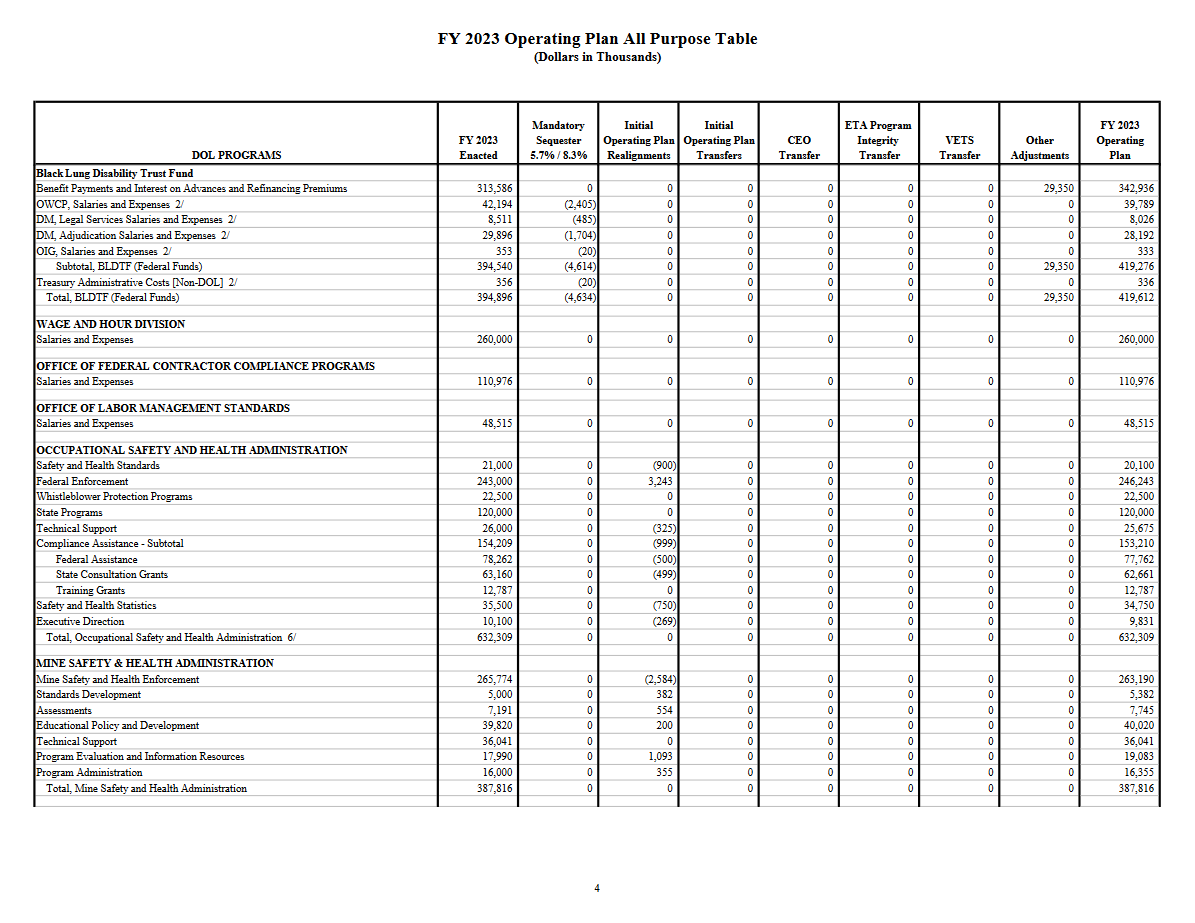 FY 2023 Operating Plan All Purpose Table
(Dollars in Thousands)
DOL PROGRAMS FY 2023 Enacted Mandatory Sequester 5.7% / 8.3% Initial Operating Plan Realignments Initial Operating Plan Transfers CEO Transfer ETA Program Integrity Transfer VETS Transfer Other Adjustments FY 2023 Operating Plan
Black Lung Disability Trust Fund
Benefit Payments and Interest on Advances and Refinancing Premiums 313,586 0 0 0 0 0 0 29,350 342,936
OWCP, Salaries and Expenses 2/ 42,194 (2,405) 0 0 0 0 0 0 39,789
DM, Legal Services Salaries and Expenses 2/ 8,511 (485) 0 0 0 0 0 0 8,026
DM, Adjudication Salaries and Expenses 2/ 29,896 (1,704) 0 0 0 0 0 0 28,192
OIG, Salaries and Expenses 2/ 353 (20) 0 0 0 0 0 0 333
Subtotal, BLDTF (Federal Funds) 394,540 (4,614) 0 0 0 0 0 29,350 419,276
Treasury Administrative Costs [Non-DOL] 2/ 356 (20) 0 0 0 0 0 0 336
Total, BLDTF (Federal Funds) 394,896 (4,634) 0 0 0 0 0 29,350 419,612
WAGE AND HOUR DIVISION
Salaries and Expenses 260,000 0 0 0 0 0 0 0 260,000
OFFICE OF FEDERAL CONTRACTOR COMPLIANCE PROGRAMS
Salaries and Expenses 110,976 0 0 0 0 0 0 0 110,976
OFFICE OF LABOR MANAGEMENT STANDARDS
Salaries and Expenses 48,515 0 0 0 0 0 0 0 48,515
OCCUPATIONAL SAFETY AND HEALTH ADMINISTRATION
Safety and Health Standards 21,000 0 (900) 0 0 0 0 0 20,100
Federal Enforcement 243,000 0 3,243 0 0 0 0 0 246,243
Whistleblower Protection Programs 22,500 0 0 0 0 0 0 0 22,500
State Programs 120,000 0 0 0 0 0 0 0 120,000
Technical Support 26,000 0 (325) 0 0 0 0 0 25,675
Compliance Assistance - Subtotal 154,209 0 (999) 0 0 0 0 0 153,210
Federal Assistance 78,262 0 (500) 0 0 0 0 0 77,762
State Consultation Grants 63,160 0 (499) 0 0 0 0 0 62,661
Training Grants 12,787 0 0 0 0 0 0 0 12,787
Safety and Health Statistics 35,500 0 (750) 0 0 0 0 0 34,750
Executive Direction 10,100 0 (269) 0 0 0 0 0 9,831
Total, Occupational Safety and Health Administration 6/ 632,309 0 0 0 0 0 0 0 632,309
MINE SAFETY & HEALTH ADMINISTRATION
Mine Safety and Health Enforcement 265,774 0 (2,584) 0 0 0 0 0 263,190
Standards Development 5,000 0 382 0 0 0 0 0 5,382
Assessments 7,191 0 554 0 0 0 0 0 7,745
Educational Policy and Development 39,820 0 200 0 0 0 0 0 40,020
Technical Support 36,041 0 0 0 0 0 0 0 36,041
Program Evaluation and Information Resources 17,990 0 1,093 0 0 0 0 0 19,083
Program Administration 16,000 0 355 0 0 0 0 0 16,355
Total, Mine Safety and Health Administration 387,816 0 0 0 0 0 0 0 387,816
4